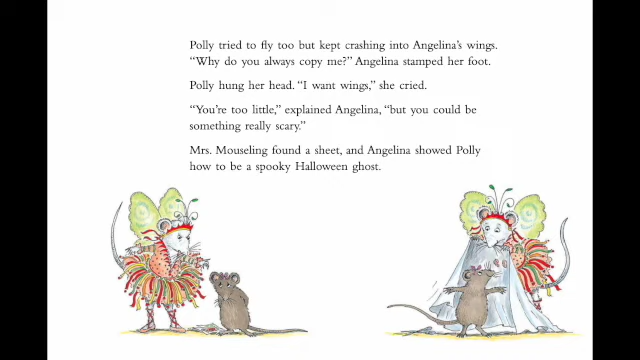 Polly tried to fly too but kept crashing into Angelina’s wings.
“Why do you always copy me?” Angelina stamped her foot.
Polly hung her head. “I want wings,” she cried.
“You’re too little,” explained Angelina, “but you could be
something really scary.”
Mrs. Mouseling found a sheet, and Angelina showed Polly
how to be a spooky Halloween ghost.